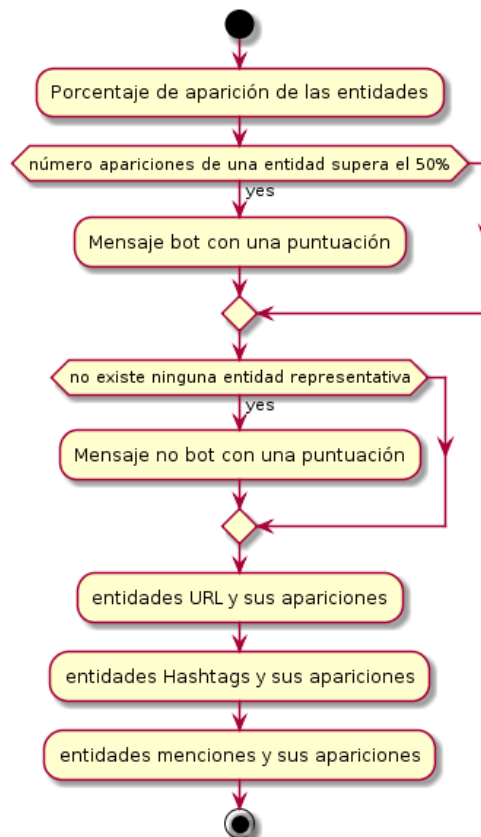 Porcentaje de aparición de las entidades
número apariciones de una entidad supera el 50%
yes
Mensaje bot con una puntuación
no existe ninguna entidad representativa
yes
Mensaje no bot con una puntuación
entidades URL y sus apariciones
entidades Hashtags y sus apariciones
entidades menciones y sus apariciones